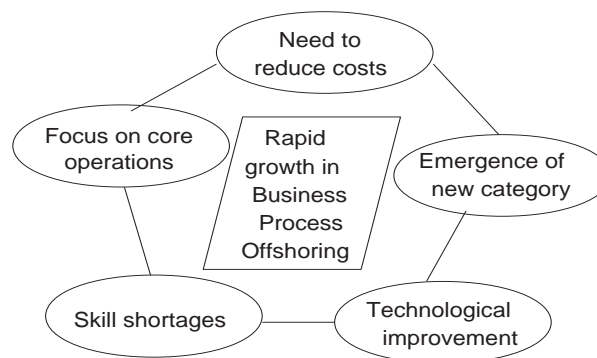 Need to
reduce costs
Focus on core
operations
Rapid
growth in
Business
Process
Offshoring
Emergence of
new category
Skill shortages
Technological
improvement